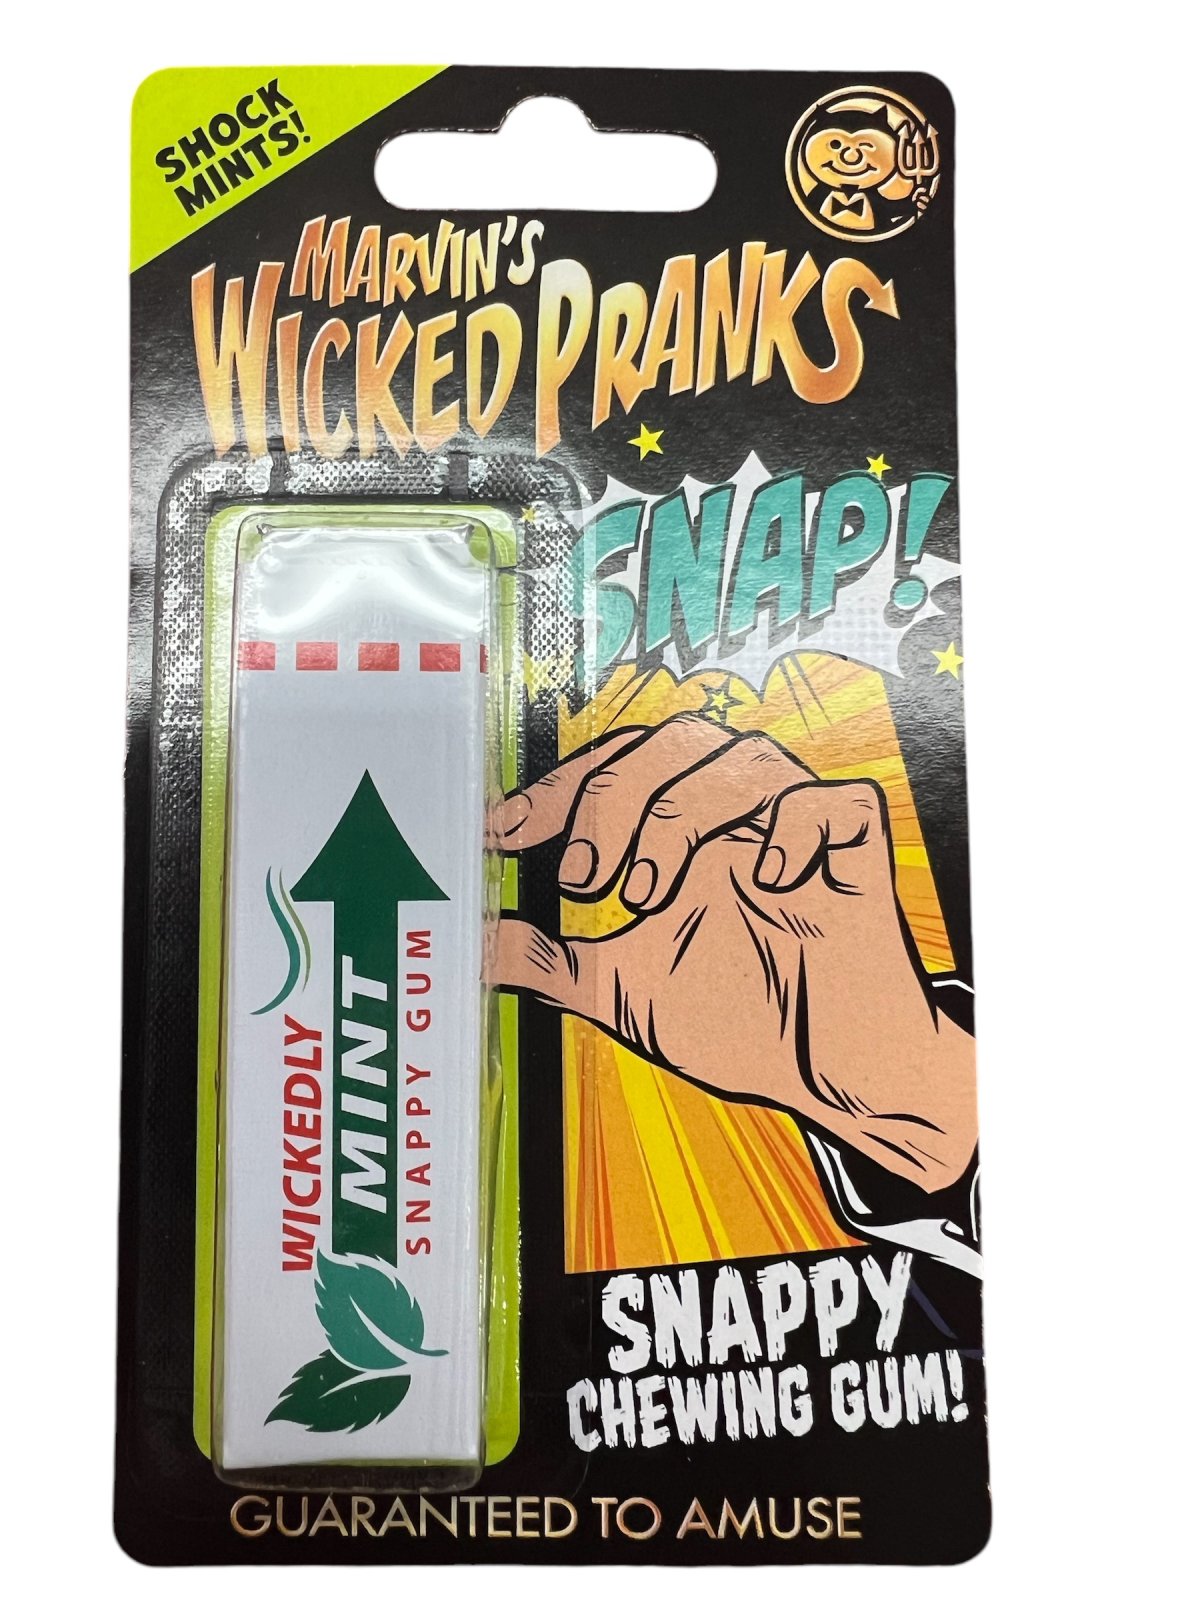 SHOCK
MINTS!
MARVIN'S
WICKED PRANKS
SNAP!
WICKEDLY
MINT
SNAPPY GUM
SNAPPY
CHEWING GUM!
GUARANTEED TO AMUSE